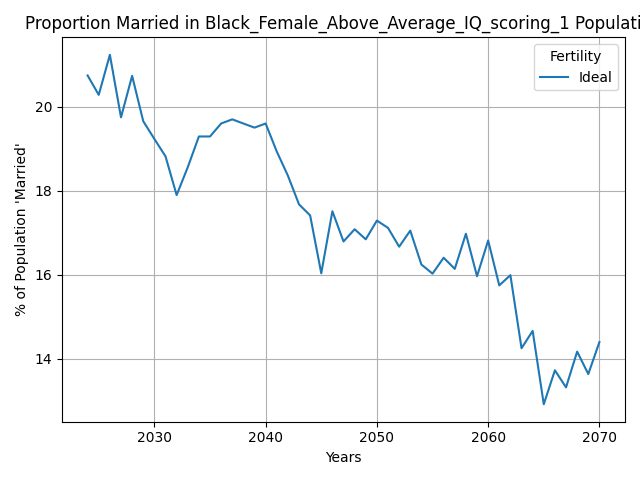 Proportion Married in Black_Female_Above_Average_IQ_scoring_1 Populati
Fertility
Ideal
% of Population 'Married'
20
18
16
14
2030 2040 2050 2060 2070
Years